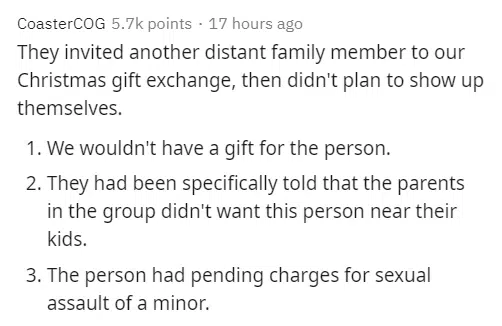 CoasterCOG 5.7k points · 17 hours ago
They invited another distant family member to our
Christmas gift exchange, then didn't plan to show up
themselves.
1. We wouldn't have a gift for the person.
2. They had been specifically told that the parents
in the group didn't want this person near their
kids.
3. The person had pending charges for sexual
assault of a minor.